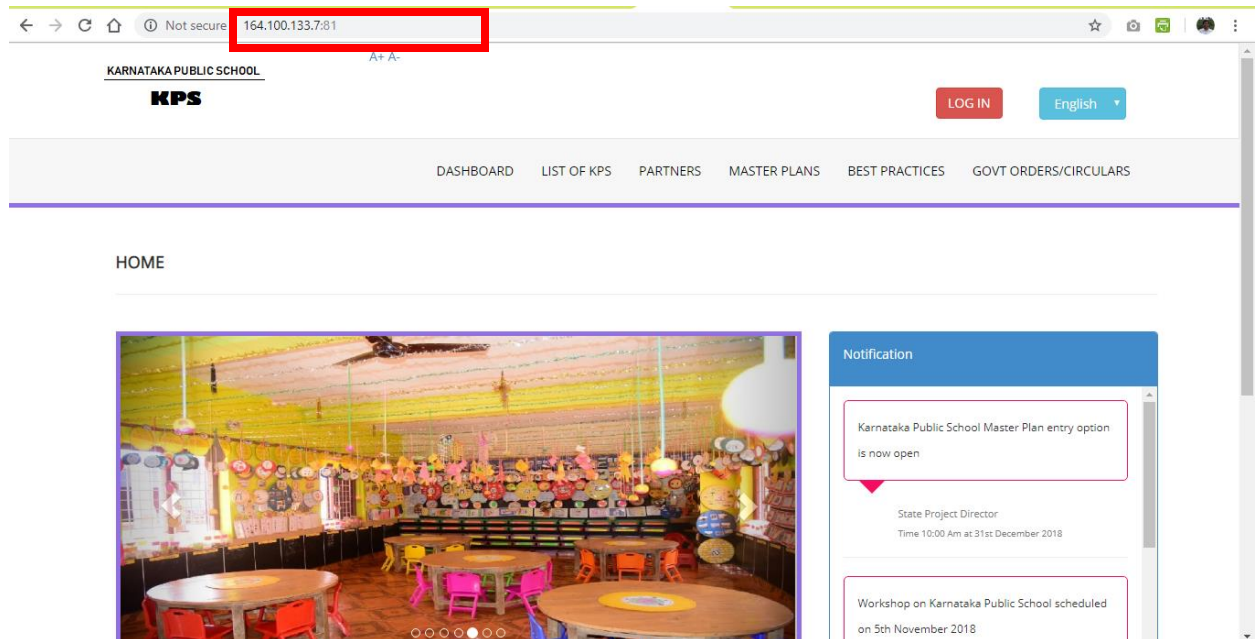 Not secure 164.100.133.7:81
A+ A-
KARNATAKA PUBLIC SCHOOL
KPS
LOG IN English
DASHBOARD LIST OF KPS PARTNERS MASTER PLANS BEST PRACTICES GOVT ORDERS/CIRCULARS
HOME
Notification
Karnataka Public School Master Plan entry option
is now open
State Project Director
Time 10:00 Am at 31st December 2018
Workshop on Karnataka Public School scheduled
on 5th November 2018